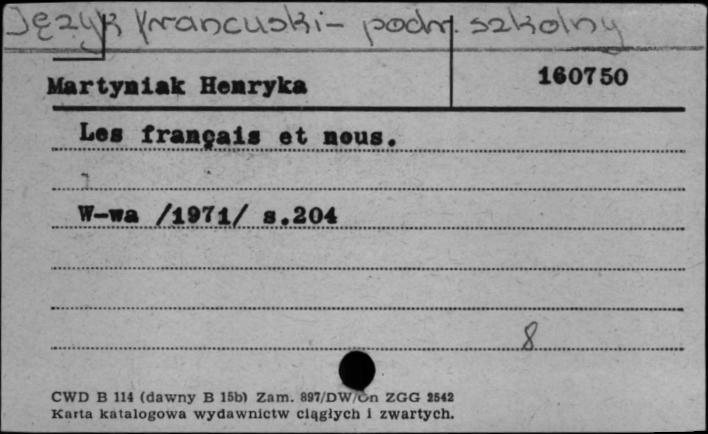 Język francuski - podr. szkolny
Martyniak Henryka 160750
Les français et nous.
W-wa /1971/ s.204
8
CWD B 114 (dawny B 15b) Zam. 897/DW/Gn ZGG 2542
Karta katalogowa wydawnictw ciągłych i zwartych.